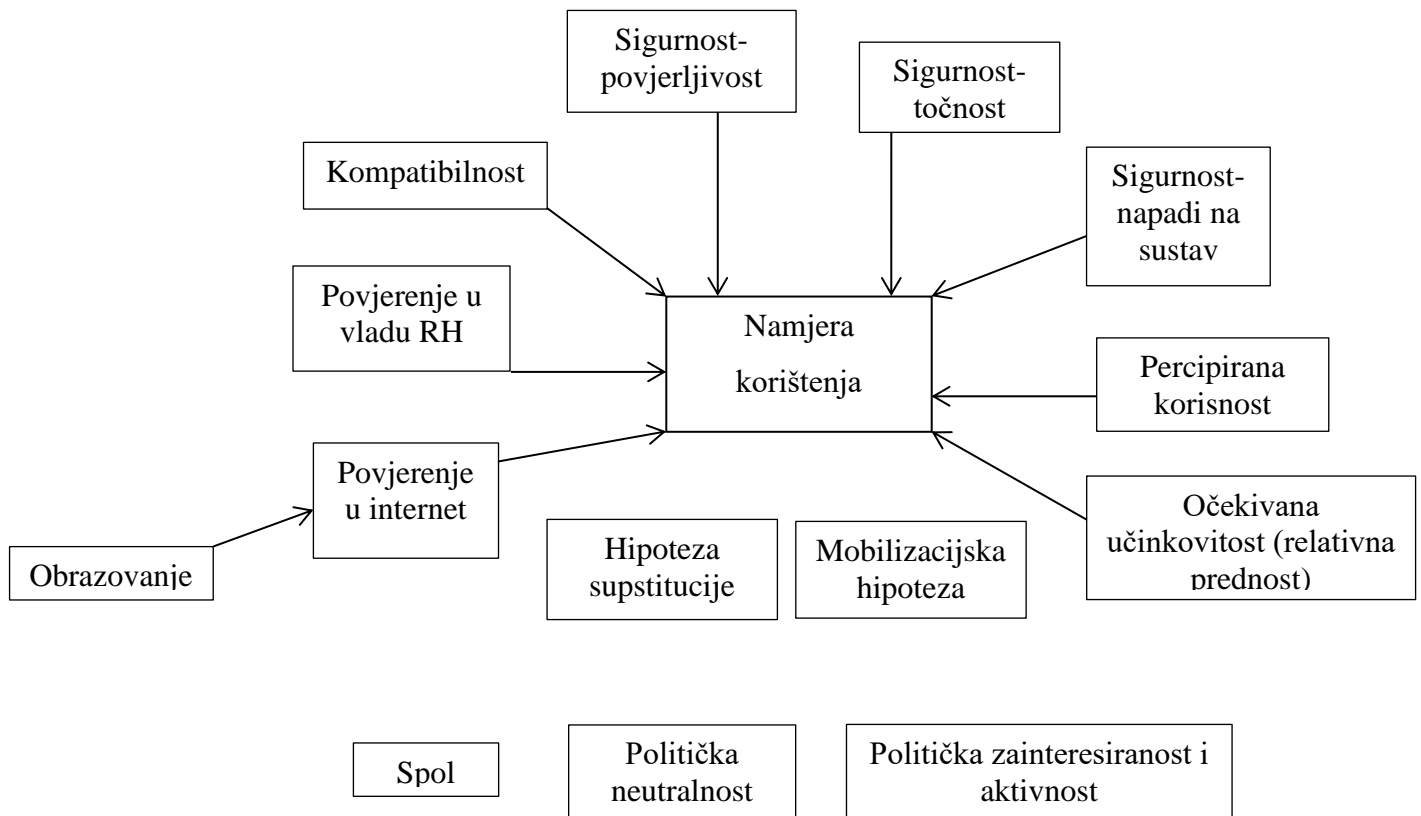 Sigurnost-
povjerljivost
Sigurnost-
točnost
Kompatibilnost
Sigurnost-
napadi na
sustav
Povjerenje u
vladu RH
Namjera
korištenja
Percipirana
korisnost
Povjerenje
u internet
Očekivana
učinkovitost (relativna
prednost)
Obrazovanje
Hipoteza
supstitucije
Mobilizacijska
hipoteza
Spol
Politička
neutralnost
Politička zainteresiranost i
aktivnost